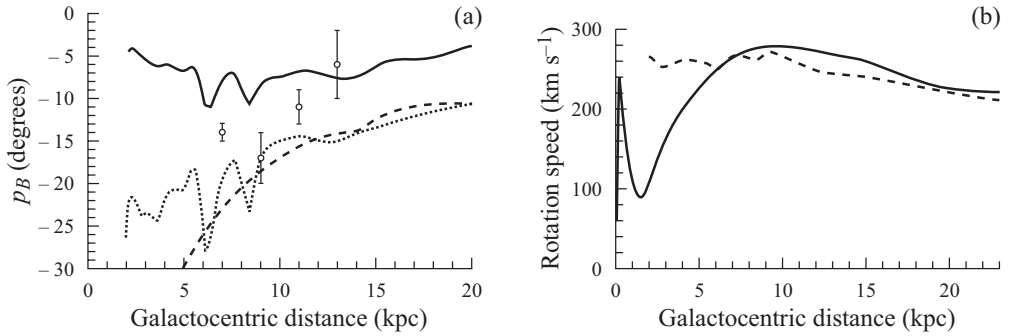 (a)
0
– 5
– 10
– 15
– 20
– 25
– 30
p_B (degrees)
0 5 10 15 20
Galactocentric distance (kpc)
(b)
300
200
100
0
Rotation speed (km s⁻¹)
0 5 10 15 20
Galactocentric distance (kpc)